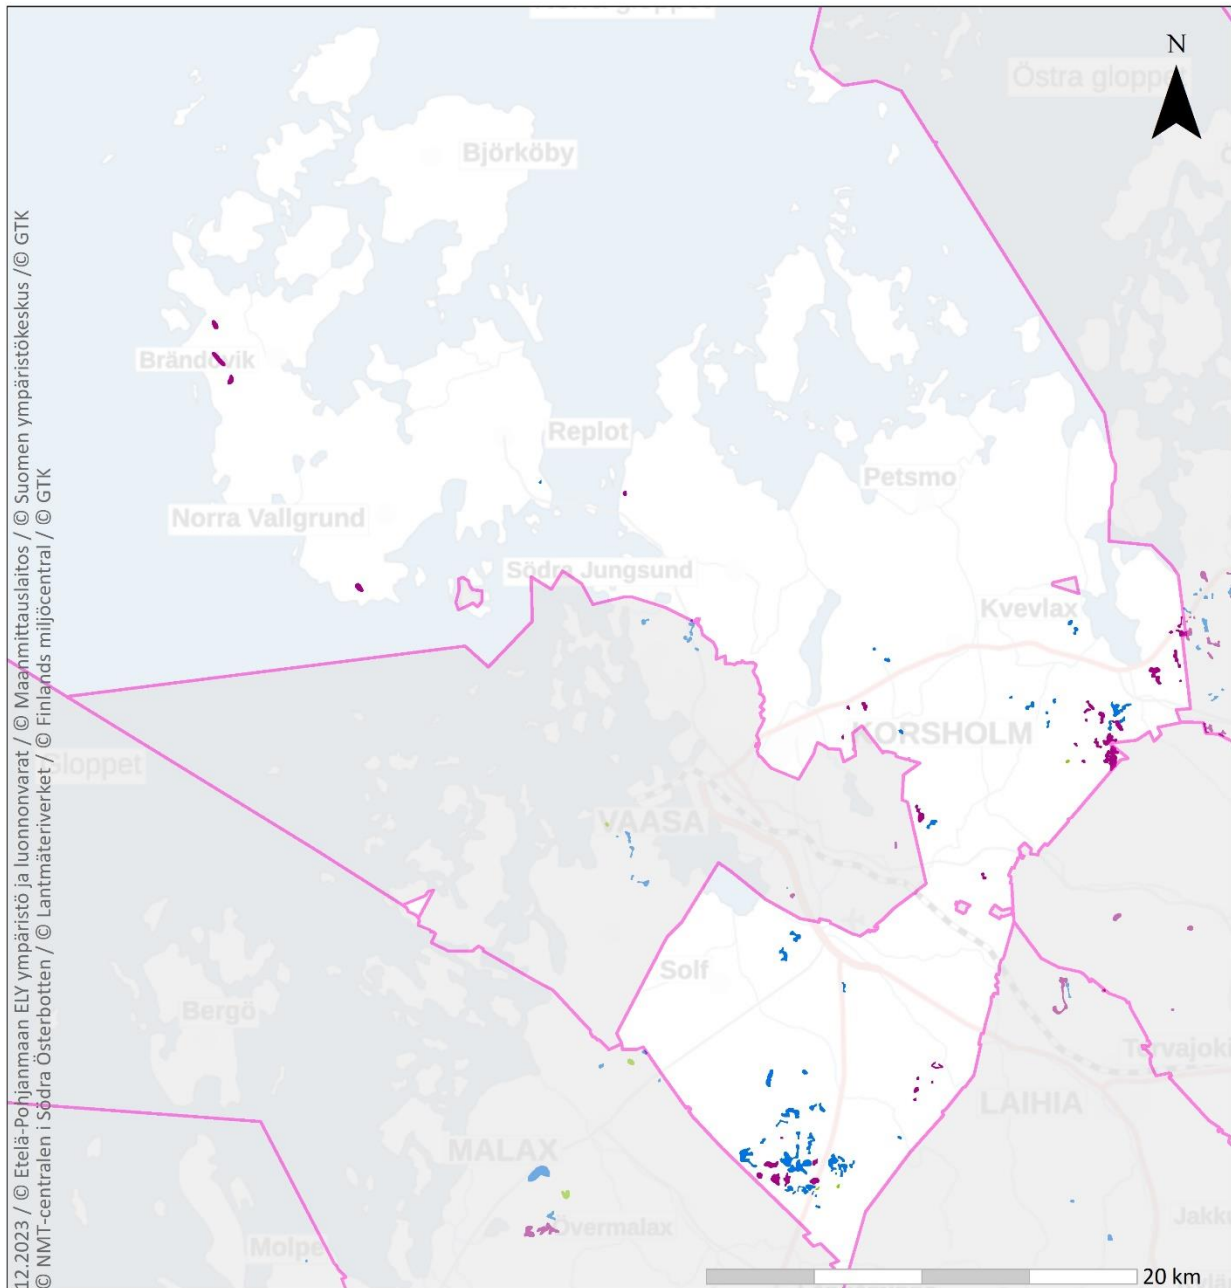 N
Östra gloppet
Björköby
Brändövik
Replot
Petsmo
Norra Vallgrund
Södra Jungsund
Kvevlax
KORSHOLM
Gloppet
VAASA
Solf
Bergö
Tervajoki
LAIHIA
MALAX
Övermalax
Molpe
20 km
12.2023 / © Etelä-Pohjanmaan ELY ympäristö ja luonnonvarat / © Maanmittauslaitos / © Suomen ympäristökeskus /© GTK
© NMT-centralen i Södra Österbotten / © Lantmäteriverket / © Finlands miljöcentral / © GTK